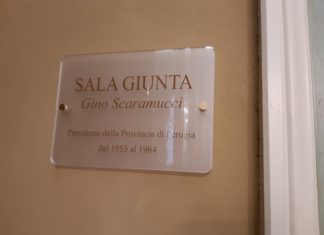 SALA GIUNTA
Gino Scaramucci
Presidente della Provincia di Perugia
dal 1953 al 1964